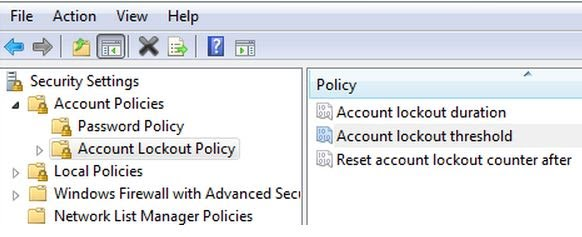 File Action View Help
Security Settings
Account Policies
Password Policy
Account Lockout Policy
Local Policies
Windows Firewall with Advanced Secu
Network List Manager Policies
Policy
Account lockout duration
Account lockout threshold
Reset account lockout counter after